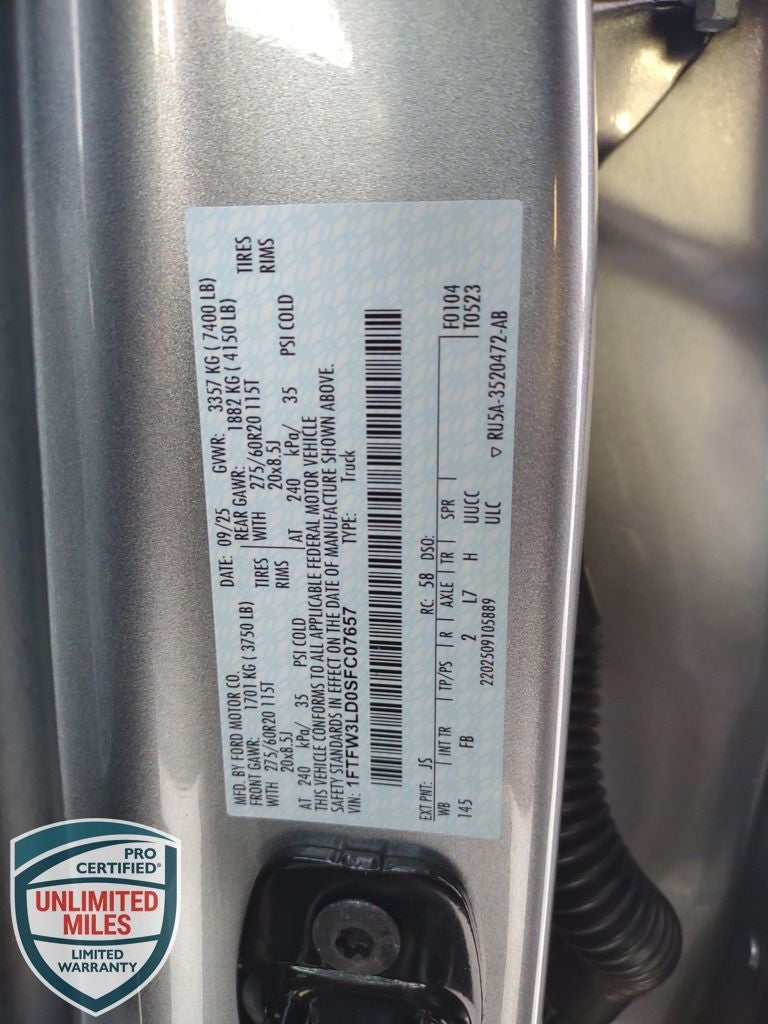 MFD. BY FORD MOTOR CO.
DATE: 09/25 GVWR: 3357 KG ( 7400 LB)
FRONT GAWR: 1701 KG ( 3750 LB)
REAR GAWR: 1882 KG ( 4150 LB)
WITH 275/60R20 115T TIRES
WITH 275/60R20 115T TIRES
20x8.5J RIMS
20x8.5J RIMS
AT 240 kPa/ 35 PSI COLD
AT 240 kPa/ 35 PSI COLD
THIS VEHICLE CONFORMS TO ALL APPLICABLE FEDERAL MOTOR VEHICLE
SAFETY STANDARDS IN EFFECT ON THE DATE OF MANUFACTURE SHOWN ABOVE.
VIN: 1FTFW3LD0SFC07657 TYPE: Truck
EXT PNT: JS RC: 58 DSO: F0104
T0523
WB INT TR TP/PS R AXLE TR SPR
145 FB 2 L7 H UUCC
2202509105889 ULC ▽ RU5A-3520472-AB
PRO
CERTIFIED®
UNLIMITED
MILES
LIMITED
WARRANTY